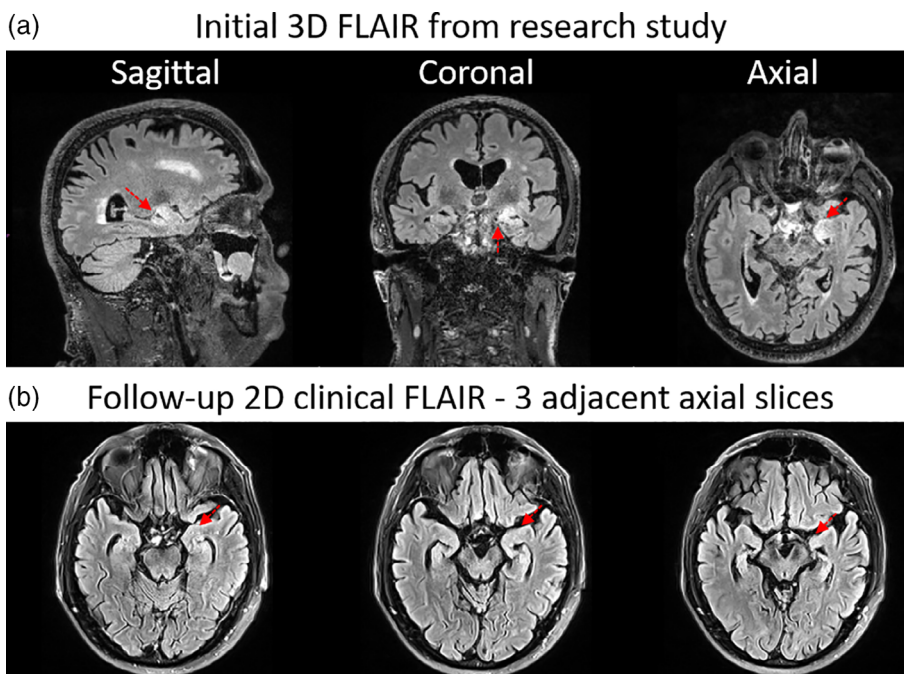 (a) Initial 3D FLAIR from research study
Sagittal Coronal Axial
(b) Follow-up 2D clinical FLAIR - 3 adjacent axial slices